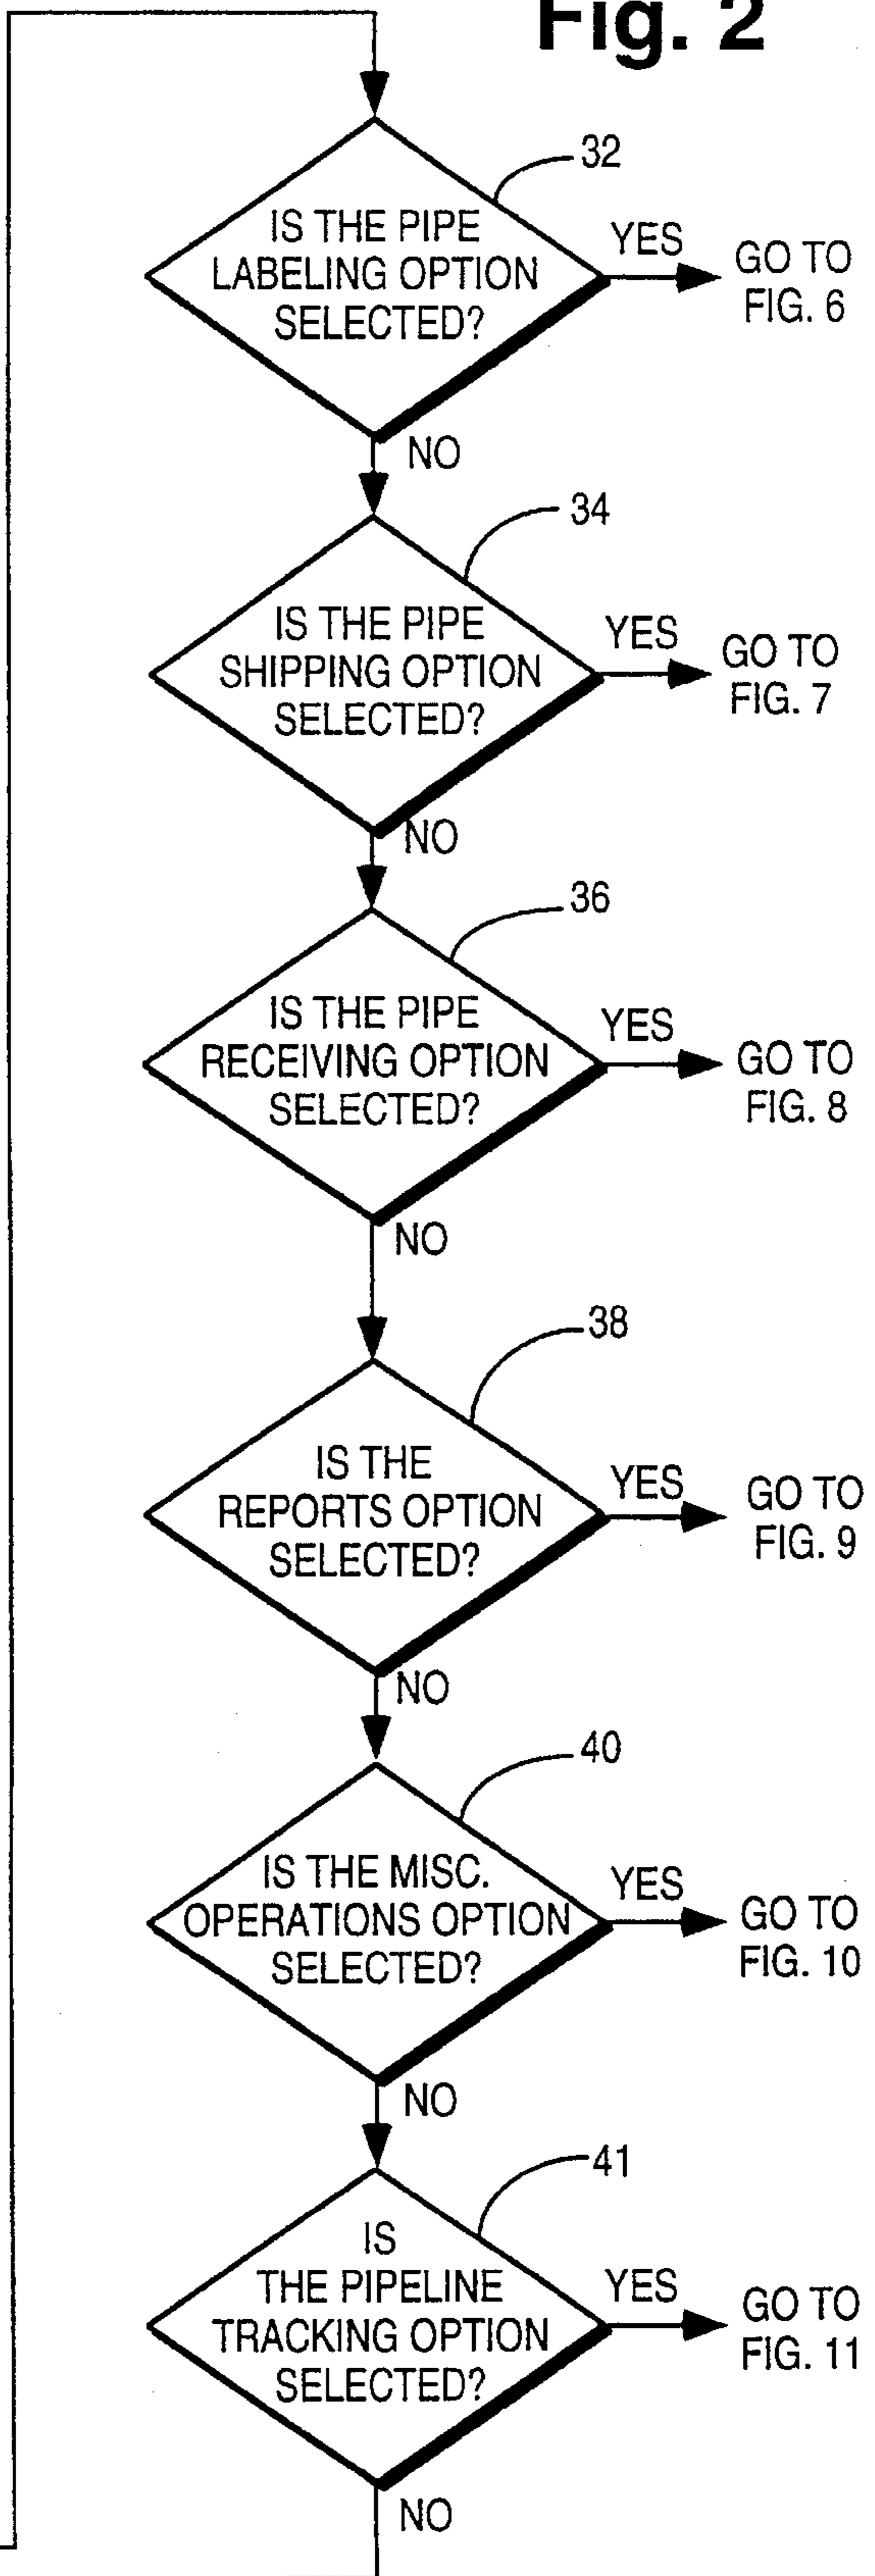 Fig. 2
32
IS THE PIPE
LABELING OPTION
SELECTED?
YES
GO TO
FIG. 6
NO
34
IS THE PIPE
SHIPPING OPTION
SELECTED?
YES
GO TO
FIG. 7
NO
36
IS THE PIPE
RECEIVING OPTION
SELECTED?
YES
GO TO
FIG. 8
NO
38
IS THE
REPORTS OPTION
SELECTED?
YES
GO TO
FIG. 9
NO
40
IS THE MISC.
OPERATIONS OPTION
SELECTED?
YES
GO TO
FIG. 10
NO
41
IS
THE PIPELINE
TRACKING OPTION
SELECTED?
YES
GO TO
FIG. 11
NO